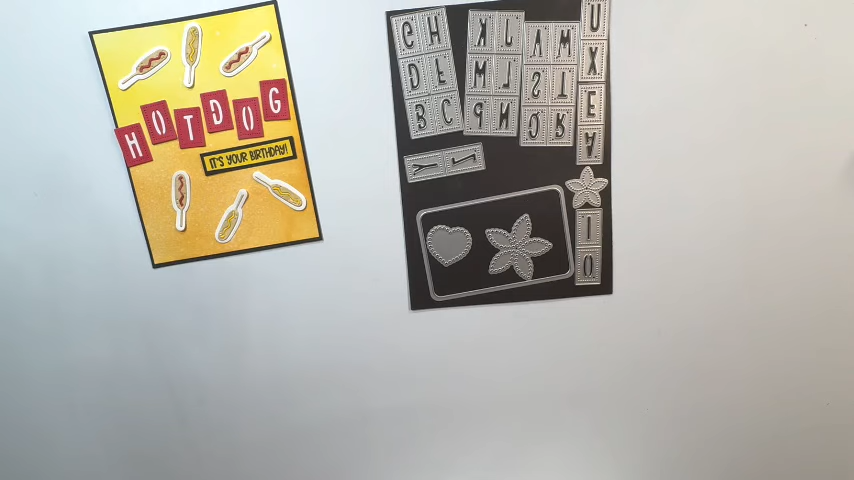 HOTDOG
IT'S YOUR BIRTHDAY!
C H K J A M U
D F M L S T X
B C P N Q R E
Y J A
I
O